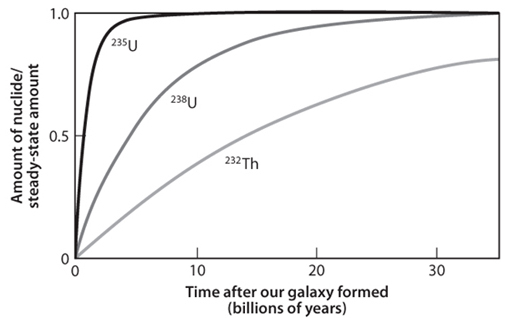 Amount of nuclide/
steady-state amount
1.0
0.5
0
²³⁵U
²³⁸U
²³²Th
0
10
20
30
Time after our galaxy formed
(billions of years)